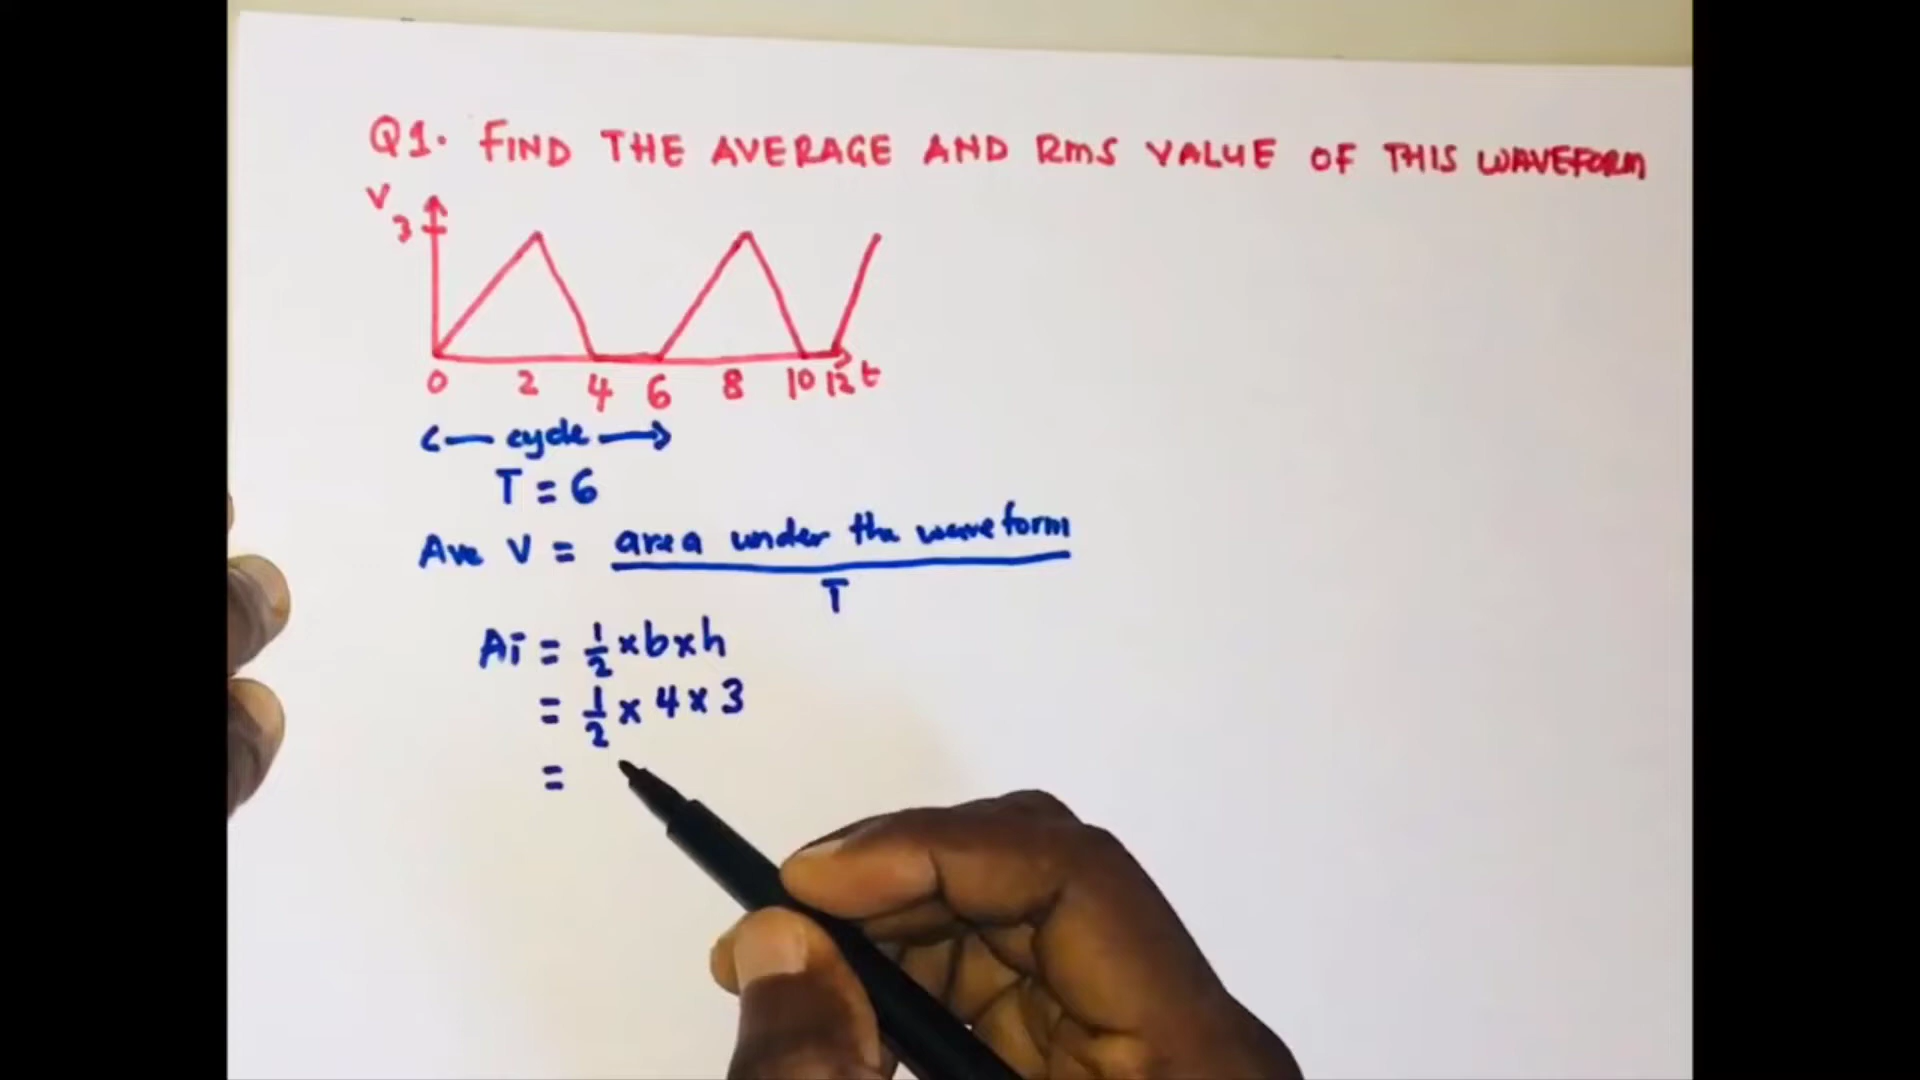 Q1. FIND THE AVERAGE AND RMS VALUE OF THIS WAVEFORM
V
3
0 2 4 6 8 10 12 t
<— cycle —>
T = 6
Ave V = area under the waveform
T
Ai = 1/2 x b x h
= 1/2 x 4 x 3
=